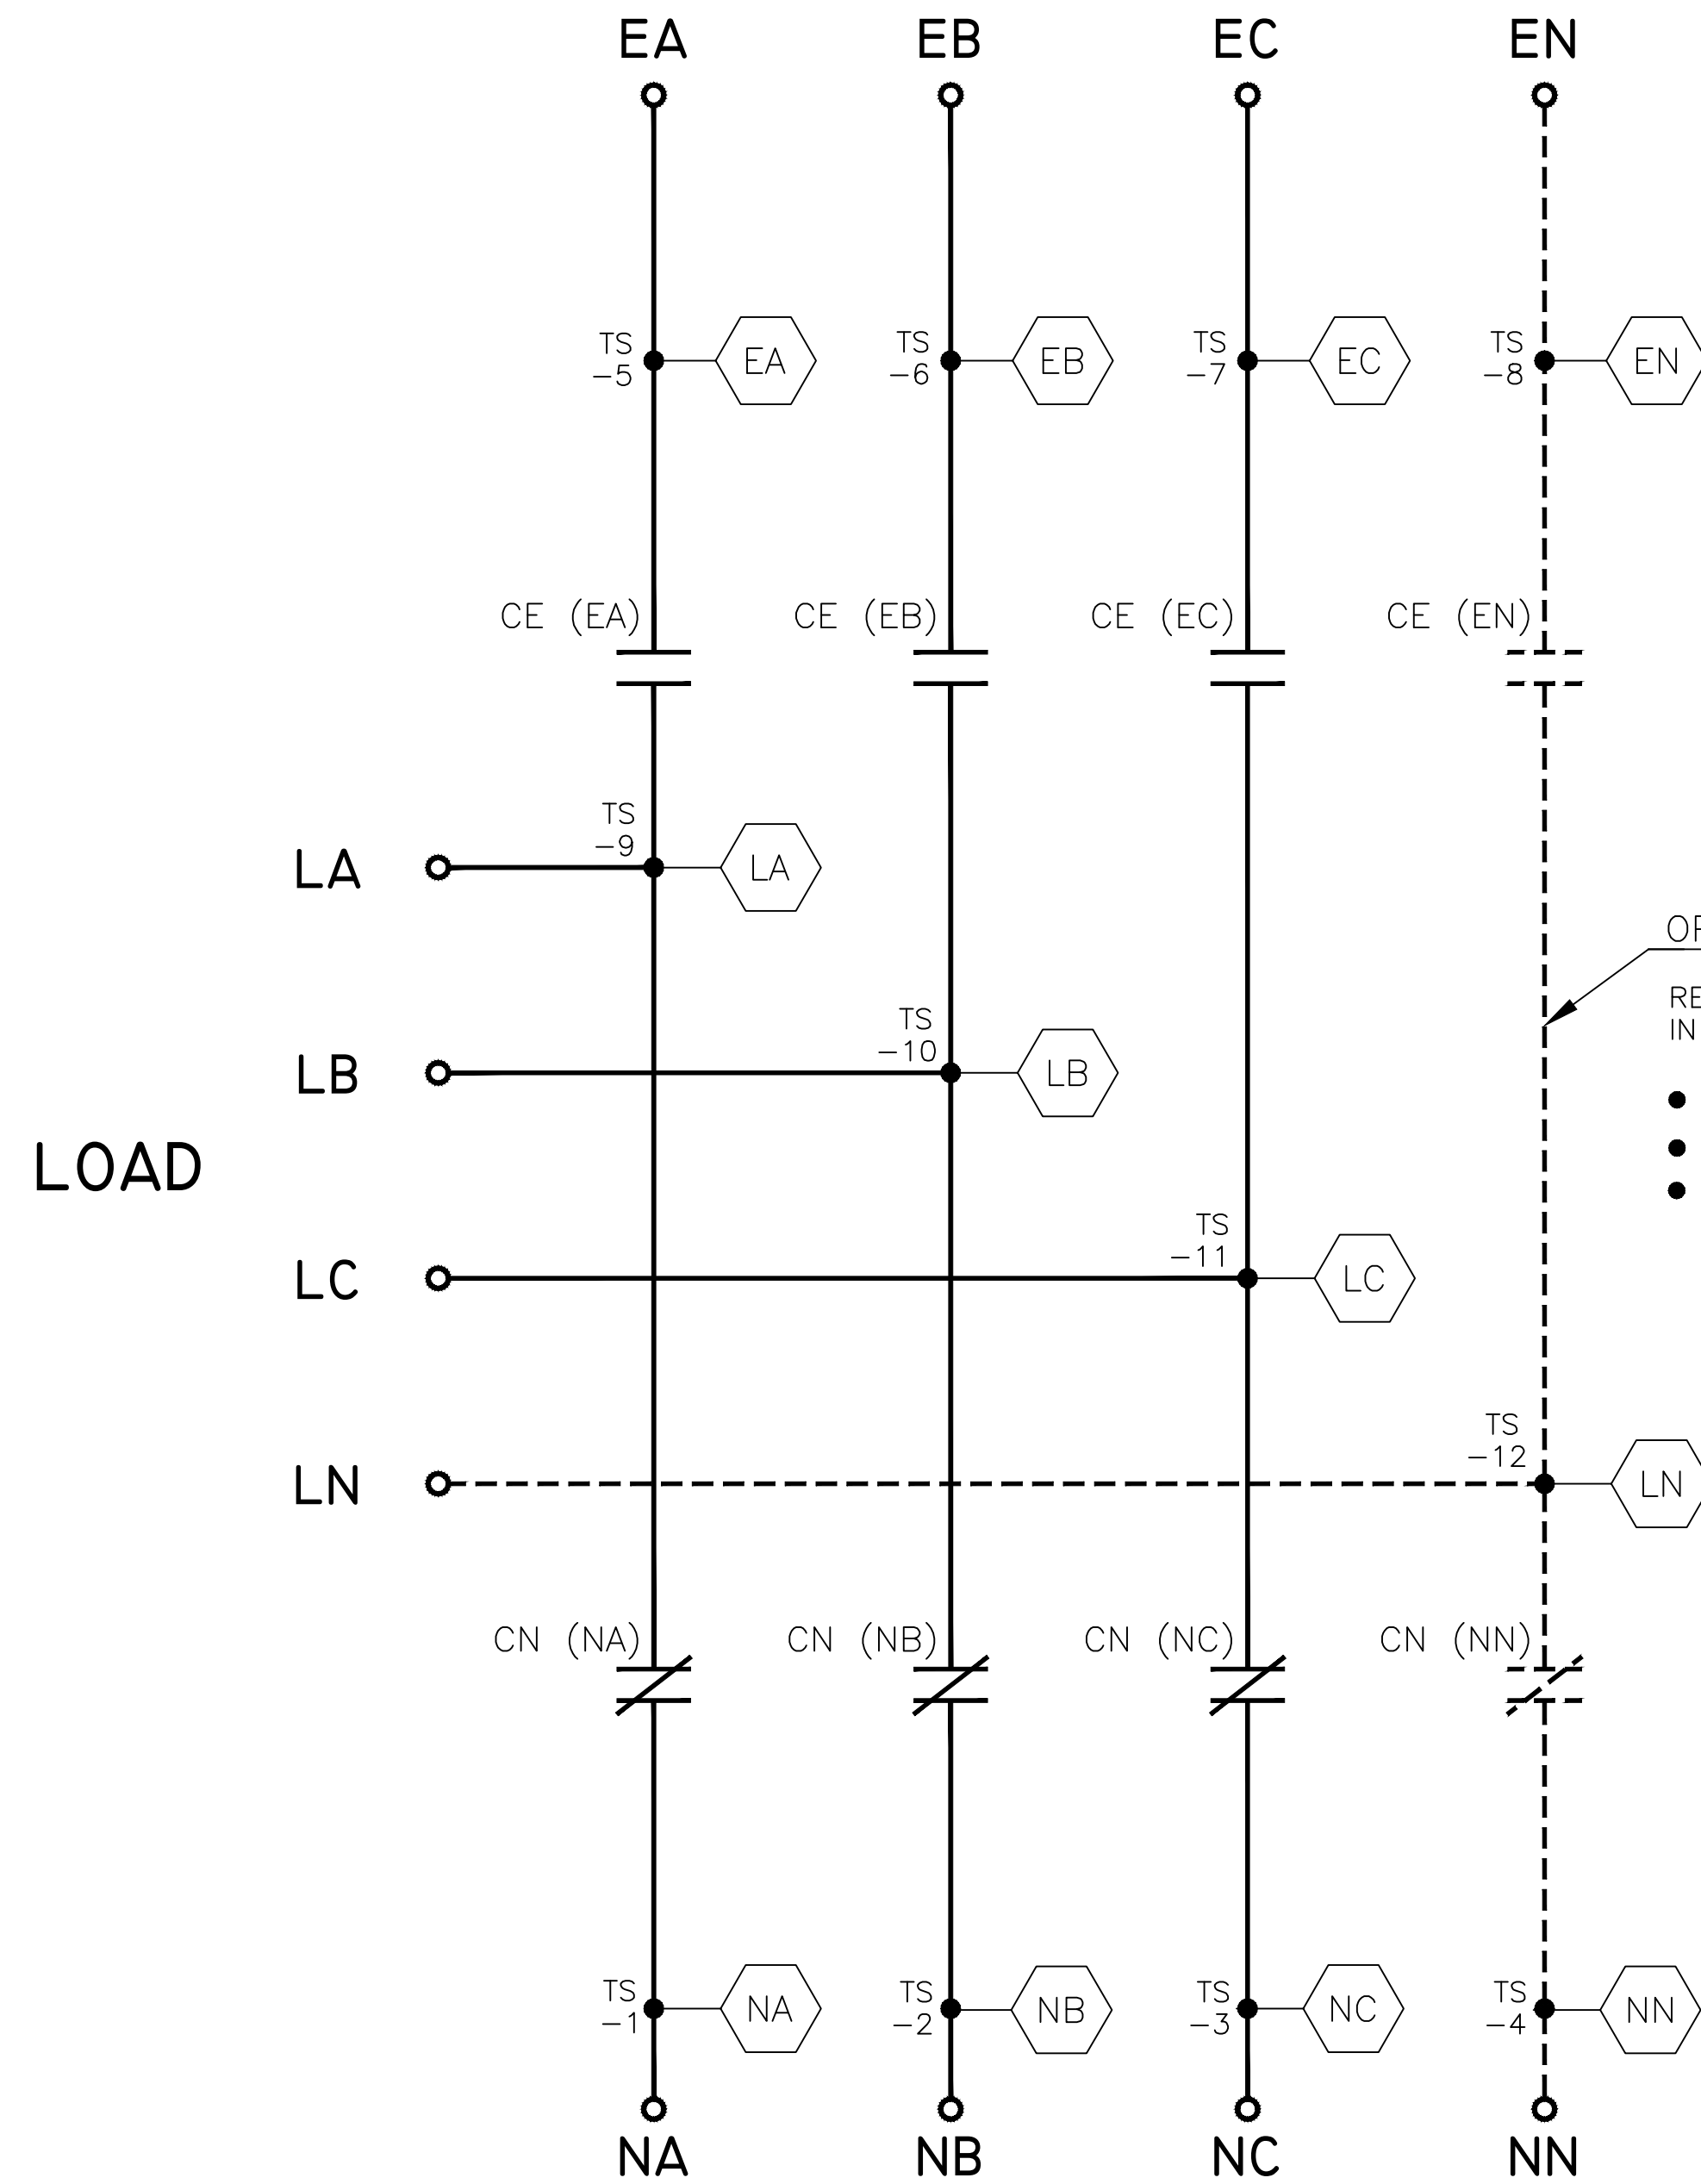 EA EB EC EN
TS TS TS TS
-5 EA -6 EB -7 EC -8 EN
CE (EA) CE (EB) CE (EC) CE (EN)
TS
-9
LA LA
TS
-10
LB LB
LOAD
TS
-11
LC LC
IN
TS
-12
LN LN
CN (NA) CN (NB) CN (NC) CN (NN)
TS TS TS TS
-1 NA -2 NB -3 NC -4 NN
NA NB NC NN